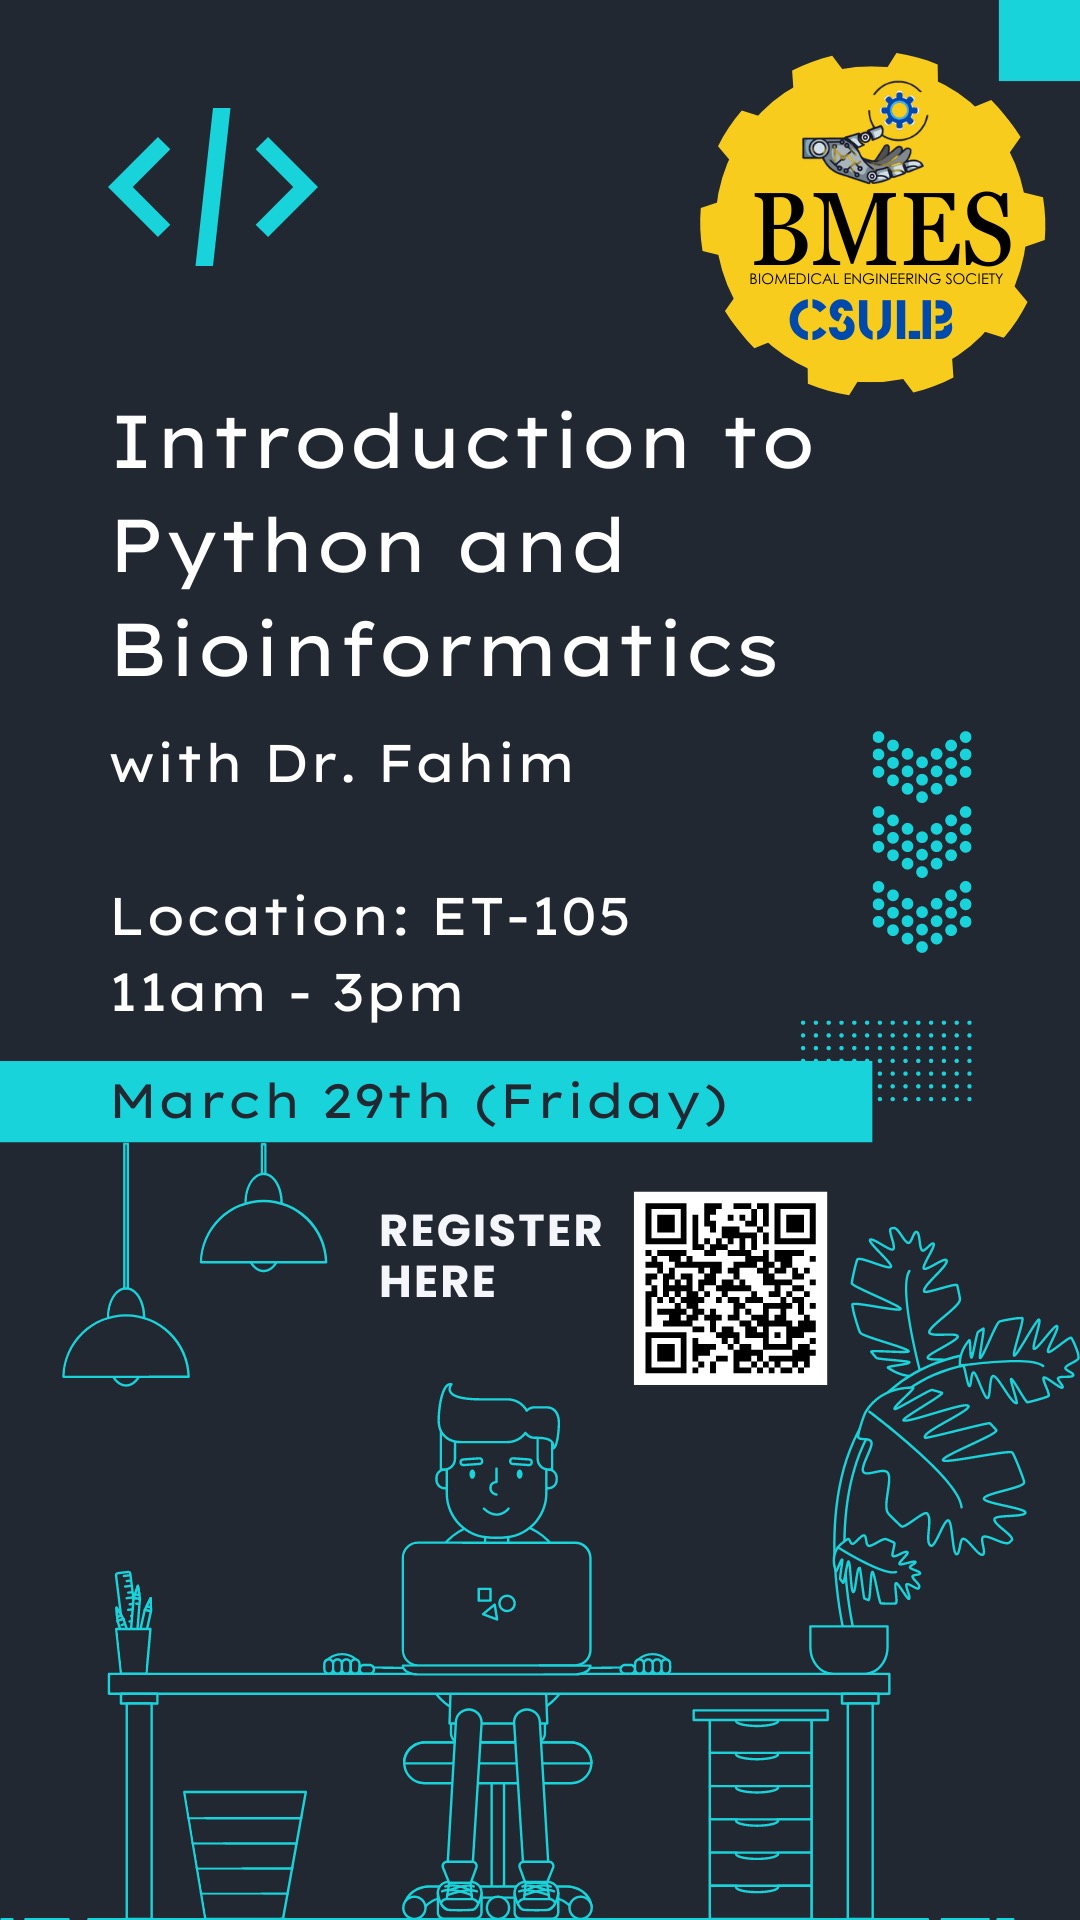 BMES
BIOMEDICAL ENGINEERING SOCIETY
CSULB
Introduction to
Python and
Bioinformatics
with Dr. Fahim
Location: ET-105
11am - 3pm
March 29th (Friday)
REGISTER
HERE